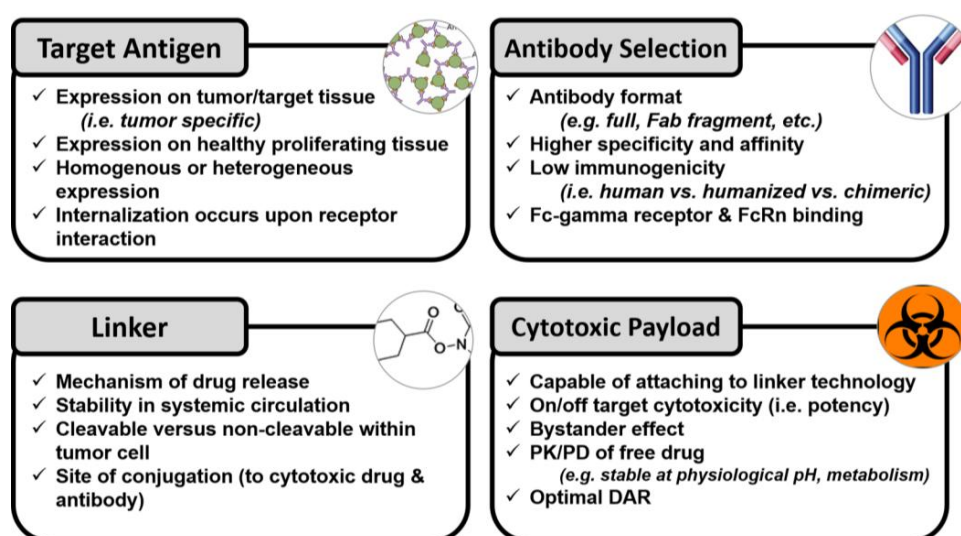 Target Antigen
✓ Expression on tumor/target tissue
(i.e. tumor specific)
✓ Expression on healthy proliferating tissue
✓ Homogenous or heterogeneous
expression
✓ Internalization occurs upon receptor
interaction
Antibody Selection
✓ Antibody format
(e.g. full, Fab fragment, etc.)
✓ Higher specificity and affinity
✓ Low immunogenicity
(i.e. human vs. humanized vs. chimeric)
✓ Fc-gamma receptor & FcRn binding
Linker
O
O-N
✓ Mechanism of drug release
✓ Stability in systemic circulation
✓ Cleavable versus non-cleavable within
tumor cell
✓ Site of conjugation (to cytotoxic drug &
antibody)
Cytotoxic Payload
✓ Capable of attaching to linker technology
✓ On/off target cytotoxicity (i.e. potency)
✓ Bystander effect
✓ PK/PD of free drug
(e.g. stable at physiological pH, metabolism)
✓ Optimal DAR